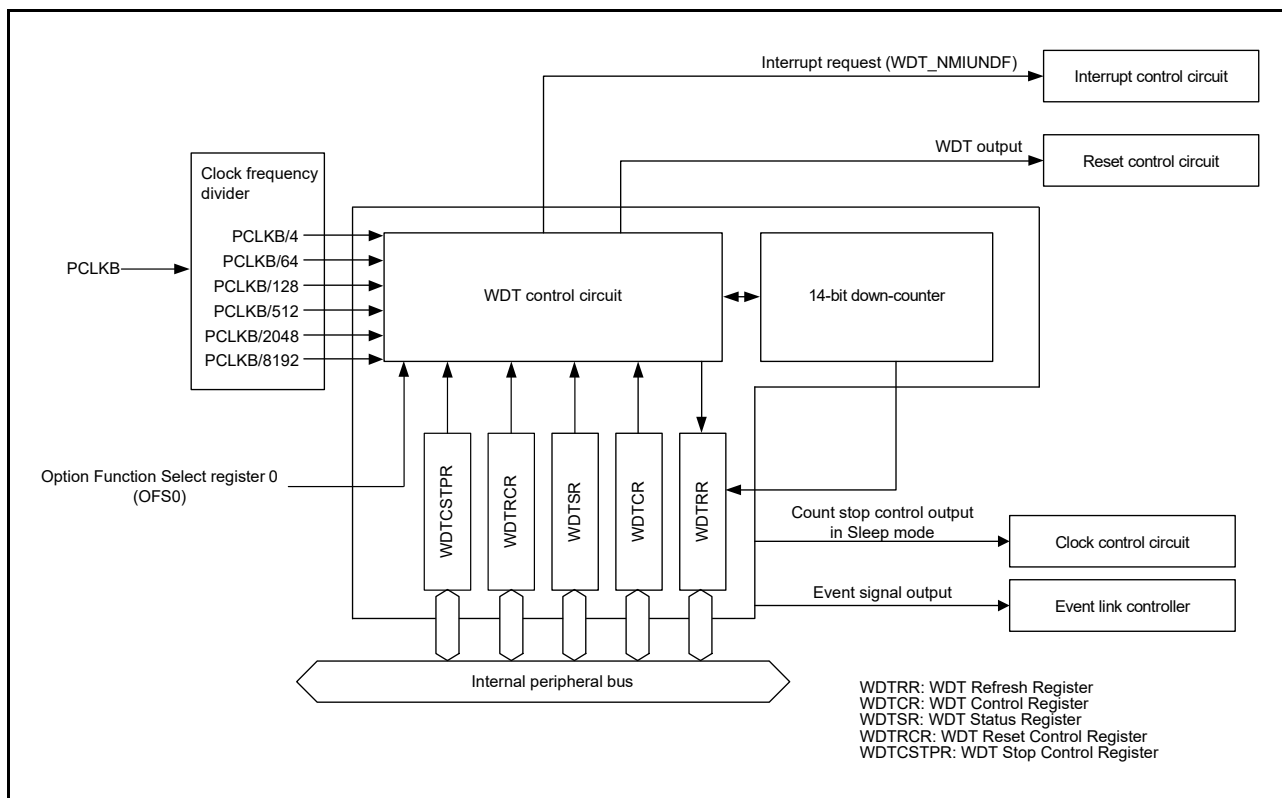 Interrupt request (WDT_NMIUNDF)
Interrupt control circuit
WDT output
Reset control circuit
Clock frequency
divider
PCLKB
PCLKB/4
PCLKB/64
PCLKB/128
PCLKB/512
PCLKB/2048
PCLKB/8192
WDT control circuit
14-bit down-counter
Option Function Select register 0
(OFS0)
WDTCSTPR
WDTRCR
WDTSR
WDTCR
WDTRR
Count stop control output
in Sleep mode
Clock control circuit
Event signal output
Event link controller
Internal peripheral bus
WDTRR: WDT Refresh Register
WDTCR: WDT Control Register
WDTSR: WDT Status Register
WDTRCR: WDT Reset Control Register
WDTCSTPR: WDT Stop Control Register